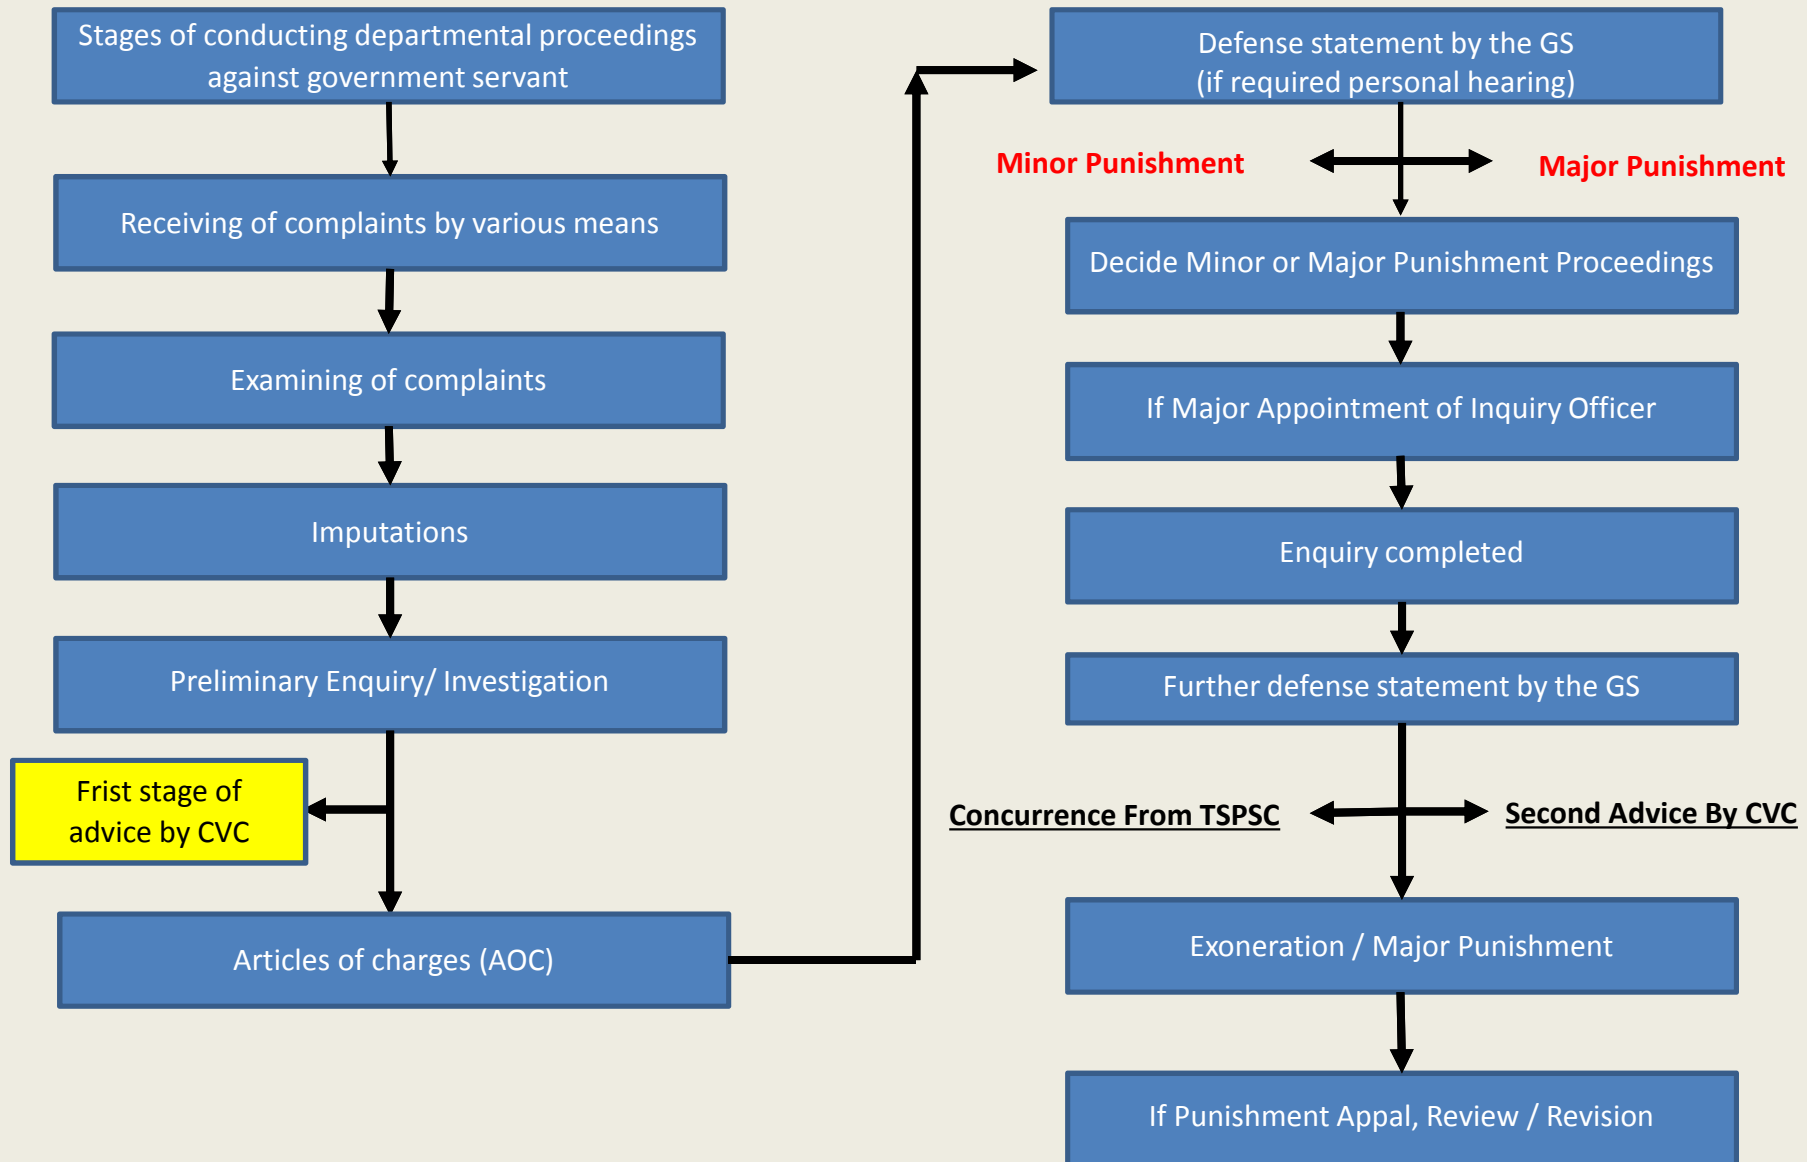 Stages of conducting departmental proceedings
against government servant
Receiving of complaints by various means
Examining of complaints
Imputations
Preliminary Enquiry/ Investigation
Frist stage of
advice by CVC
Articles of charges (AOC)
Defense statement by the GS
(if required personal hearing)
Minor Punishment
Major Punishment
Decide Minor or Major Punishment Proceedings
If Major Appointment of Inquiry Officer
Enquiry completed
Further defense statement by the GS
Concurrence From TSPSC
Second Advice By CVC
Exoneration / Major Punishment
If Punishment Appal, Review / Revision